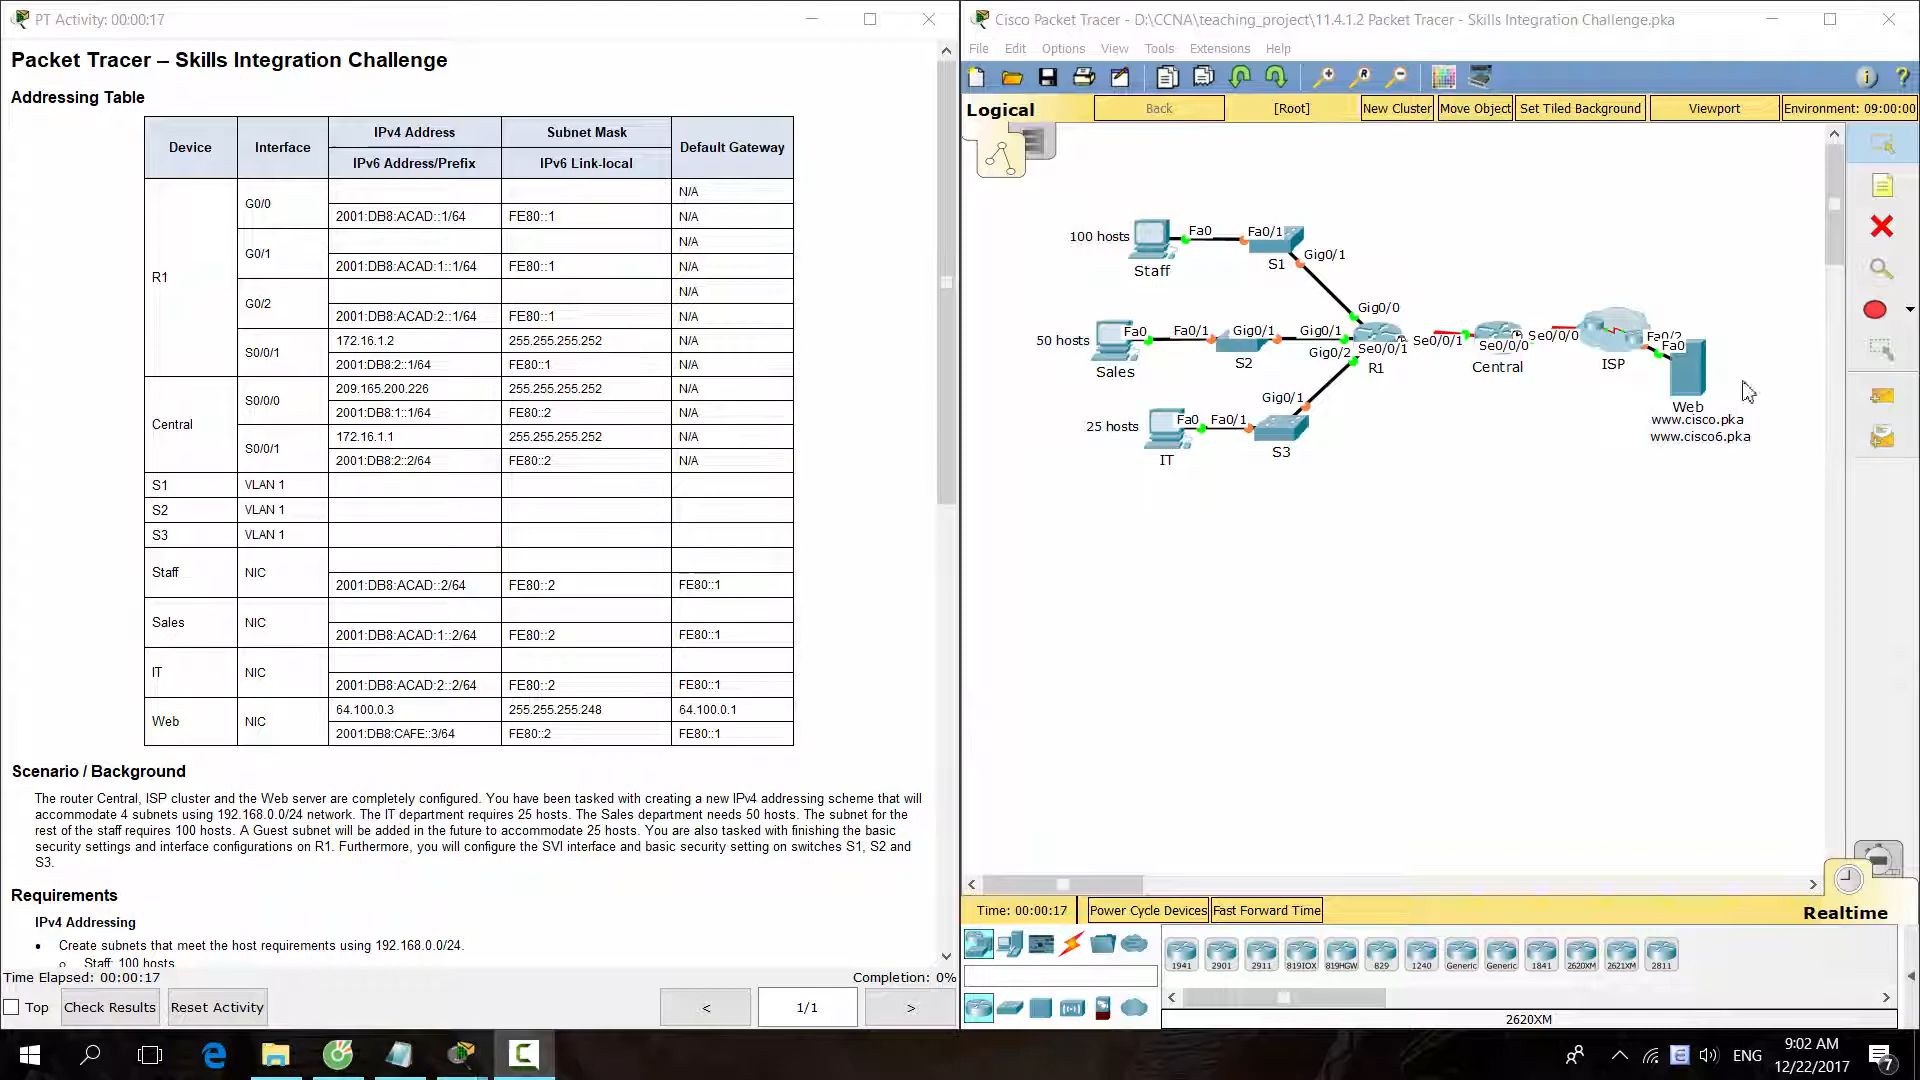 PT Activity: 00:00:17
Packet Tracer – Skills Integration Challenge
Addressing Table
Device Interface IPv4 Address Subnet Mask Default Gateway
IPv6 Address/Prefix IPv6 Link-local
R1
G0/0 N/A
2001:DB8:ACAD::1/64 FE80::1 N/A
G0/1 N/A
2001:DB8:ACAD:1::1/64 FE80::1 N/A
G0/2 N/A
2001:DB8:ACAD:2::1/64 FE80::1 N/A
S0/0/1 172.16.1.2 255.255.255.252 N/A
2001:DB8:2::1/64 FE80::1 N/A
Central
S0/0/0 209.165.200.226 255.255.255.252 N/A
2001:DB8:1::1/64 FE80::2 N/A
S0/0/1 172.16.1.1 255.255.255.252 N/A
2001:DB8:2::2/64 FE80::2 N/A
S1 VLAN 1
S2 VLAN 1
S3 VLAN 1
Staff NIC
2001:DB8:ACAD::2/64 FE80::2 FE80::1
Sales NIC
2001:DB8:ACAD:1::2/64 FE80::2 FE80::1
IT NIC
2001:DB8:ACAD:2::2/64 FE80::2 FE80::1
Web NIC 64.100.0.3 255.255.255.248 64.100.0.1
2001:DB8:CAFE::3/64 FE80::2 FE80::1
Scenario / Background
The router Central, ISP cluster and the Web server are completely configured. You have been tasked with creating a new IPv4 addressing scheme that will
accommodate 4 subnets using 192.168.0.0/24 network. The IT department requires 25 hosts. The Sales department needs 50 hosts. The subnet for the
rest of the staff requires 100 hosts. A Guest subnet will be added in the future to accommodate 25 hosts. You are also tasked with finishing the basic
security settings and interface configurations on R1. Furthermore, you will configure the SVI interface and basic security setting on switches S1, S2 and
S3.
Requirements
IPv4 Addressing
• Create subnets that meet the host requirements using 192.168.0.0/24.
o Staff: 100 hosts
Time Elapsed: 00:00:17 Completion: 0%
Top Check Results Reset Activity < 1/1 >
Cisco Packet Tracer - D:\CCNA\teaching_project\11.4.1.2 Packet Tracer - Skills Integration Challenge.pka
File Edit Options View Tools Extensions Help
Logical Back [Root] New Cluster Move Object Set Tiled Background Viewport Environment: 09:00:00
100 hosts Fa0 Fa0/1
Staff S1 Gig0/1
Gig0/0
50 hosts Fa0 Fa0/1 Gig0/1 Gig0/1 Se0/0/1 Se0/0/1 Se0/0/0 Se0/0/0 Fa0/2 Fa0
Gig0/2
Sales S2 R1 Central ISP
Gig0/1
Web
www.cisco.pka
www.cisco6.pka
25 hosts Fa0 Fa0/1
IT S3
Time: 00:00:17 Power Cycle Devices Fast Forward Time
Realtime
1941 2901 2911 819IOX 819HGW 829 1240 Generic Generic 1841 2620XM 2621XM 2811
2620XM
ENG
9:02 AM
12/22/2017
7